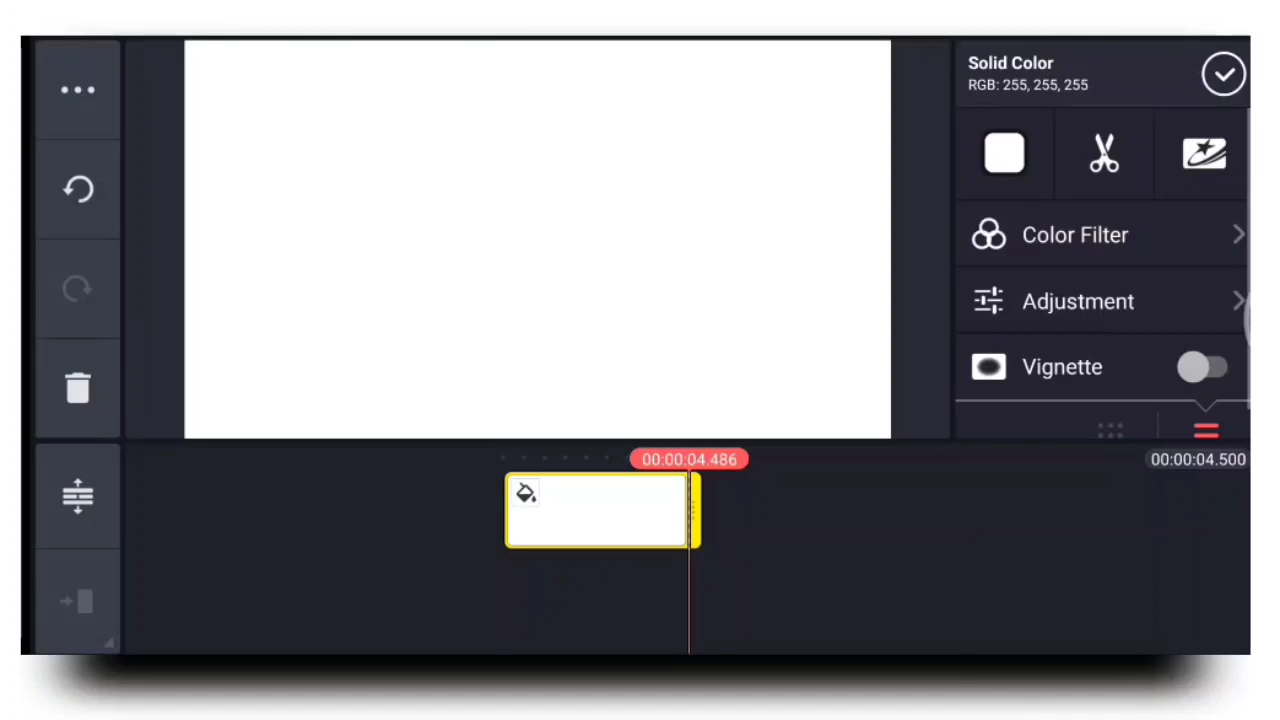 Solid Color
RGB: 255, 255, 255
Color Filter
Adjustment
Vignette
00:00:04.486
00:00:04.500